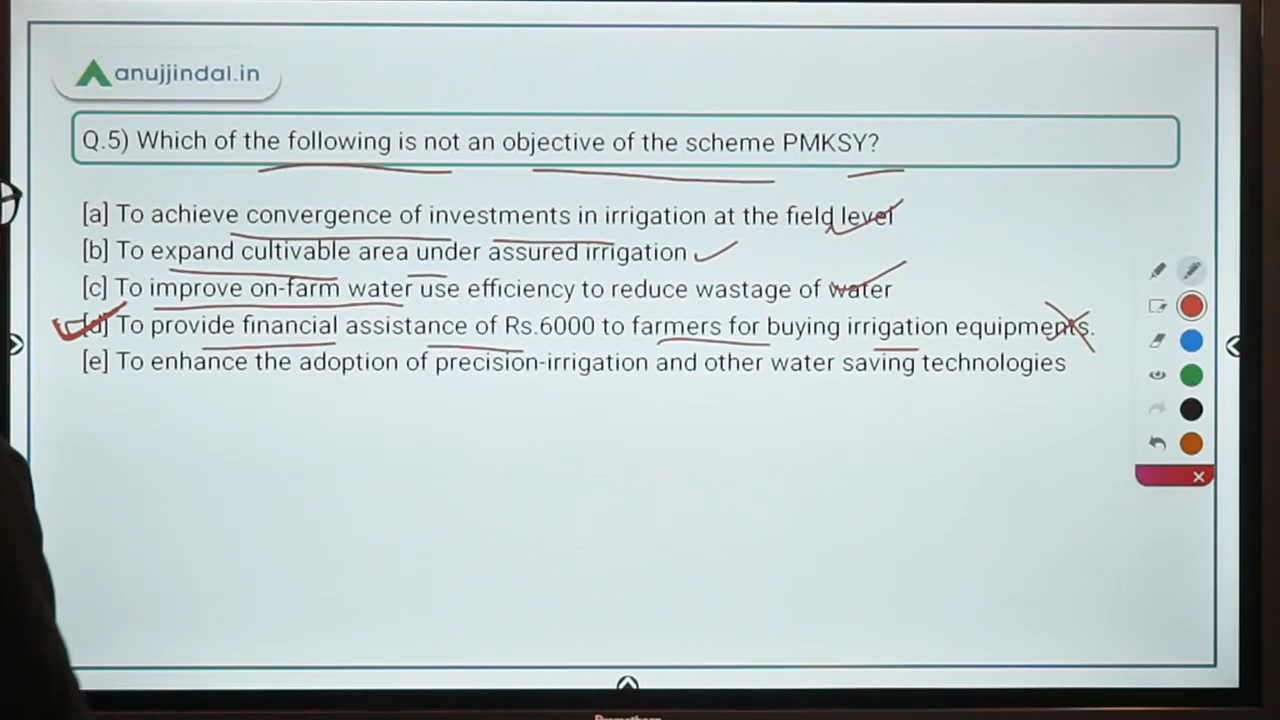 anujjindal.in
Q.5) Which of the following is not an objective of the scheme PMKSY?
[a] To achieve convergence of investments in irrigation at the field level
[b] To expand cultivable area under assured irrigation
[c] To improve on-farm water use efficiency to reduce wastage of water
[d] To provide financial assistance of Rs.6000 to farmers for buying irrigation equipments.
[e] To enhance the adoption of precision-irrigation and other water saving technologies